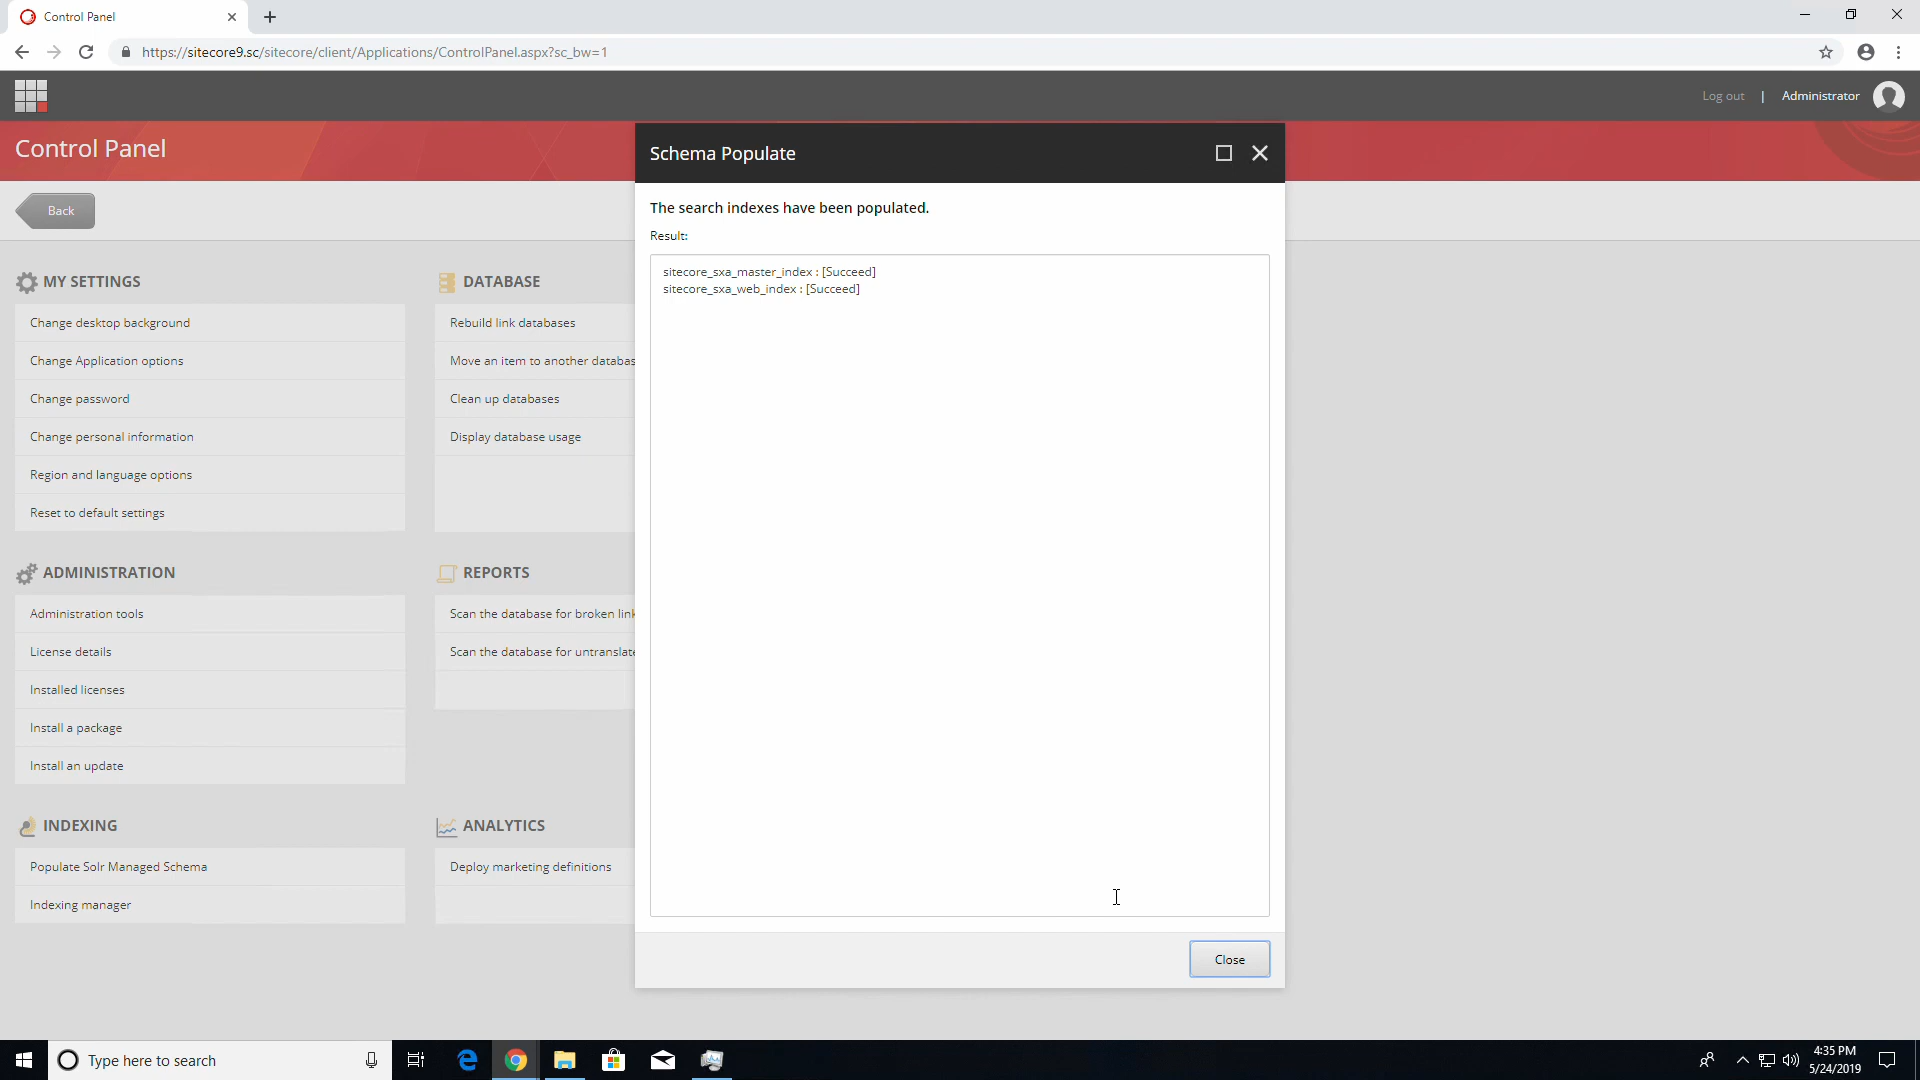 Control Panel
https://sitecore9.sc/sitecore/client/Applications/ControlPanel.aspx?sc_bw=1
Log out | Administrator
Control Panel
Back
Schema Populate
The search indexes have been populated.
Result:
sitecore_sxa_master_index : [Succeed]
sitecore_sxa_web_index : [Succeed]
Close
MY SETTINGS
Change desktop background
Change Application options
Change password
Change personal information
Region and language options
Reset to default settings
DATABASE
Rebuild link databases
Move an item to another databas
Clean up databases
Display database usage
ADMINISTRATION
Administration tools
License details
Installed licenses
Install a package
Install an update
REPORTS
Scan the database for broken link
Scan the database for untranslate
INDEXING
Populate Solr Managed Schema
Indexing manager
ANALYTICS
Deploy marketing definitions
Type here to search
4:35 PM
5/24/2019